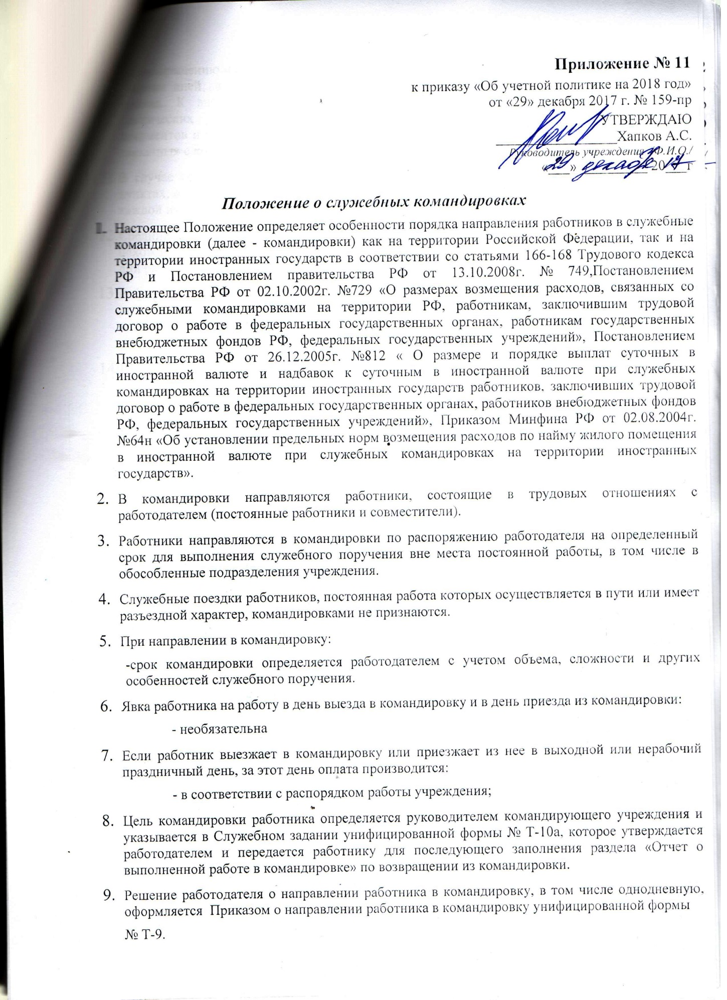 Приложение № 11
к приказу «Об учетной политике на 2018 год»
от «29» декабря 2017 г. № 159-пр
УТВЕРЖДАЮ
__________________Хапков А.С.
Руководитель учреждения /Ф.И.О./
«29» декабря 2017 г
Положение о служебных командировках
1. Настоящее Положение определяет особенности порядка направления работников в служебные
командировки (далее - командировки) как на территории Российской Федерации, так и на
территории иностранных государств в соответствии со статьями 166-168 Трудового кодекса
РФ и Постановлением правительства РФ от 13.10.2008г. № 749,Постановлением
Правительства РФ от 02.10.2002г. №729 «О размерах возмещения расходов, связанных со
служебными командировками на территории РФ, работникам, заключившим трудовой
договор о работе в федеральных государственных органах, работникам государственных
внебюджетных фондов РФ, федеральных государственных учреждений», Постановлением
Правительства РФ от 26.12.2005г. №812 « О размере и порядке выплат суточных в
иностранной валюте и надбавок к суточным в иностранной валюте при служебных
командировках на территории иностранных государств работников, заключивших трудовой
договор о работе в федеральных государственных органах, работников внебюджетных фондов
РФ, федеральных государственных учреждений», Приказом Минфина РФ от 02.08.2004г.
№64н «Об установлении предельных норм возмещения расходов по найму жилого помещения
в иностранной валюте при служебных командировках на территории иностранных
государств».
2. В командировки направляются работники, состоящие в трудовых отношениях с
работодателем (постоянные работники и совместители).
3. Работники направляются в командировки по распоряжению работодателя на определенный
срок для выполнения служебного поручения вне места постоянной работы, в том числе в
обособленные подразделения учреждения.
4. Служебные поездки работников, постоянная работа которых осуществляется в пути или имеет
разъездной характер, командировками не признаются.
5. При направлении в командировку:
-срок командировки определяется работодателем с учетом объема, сложности и других
особенностей служебного поручения.
6. Явка работника на работу в день выезда в командировку и в день приезда из командировки:
- необязательна
7. Если работник выезжает в командировку или приезжает из нее в выходной или нерабочий
праздничный день, за этот день оплата производится:
- в соответствии с распорядком работы учреждения;
8. Цель командировки работника определяется руководителем командирующего учреждения и
указывается в Служебном задании унифицированной формы № Т-10а, которое утверждается
работодателем и передается работнику для последующего заполнения раздела «Отчет о
выполненной работе в командировке» по возвращении из командировки.
9. Решение работодателя о направлении работника в командировку, в том числе однодневную,
оформляется Приказом о направлении работника в командировку унифицированной формы
№ Т-9.